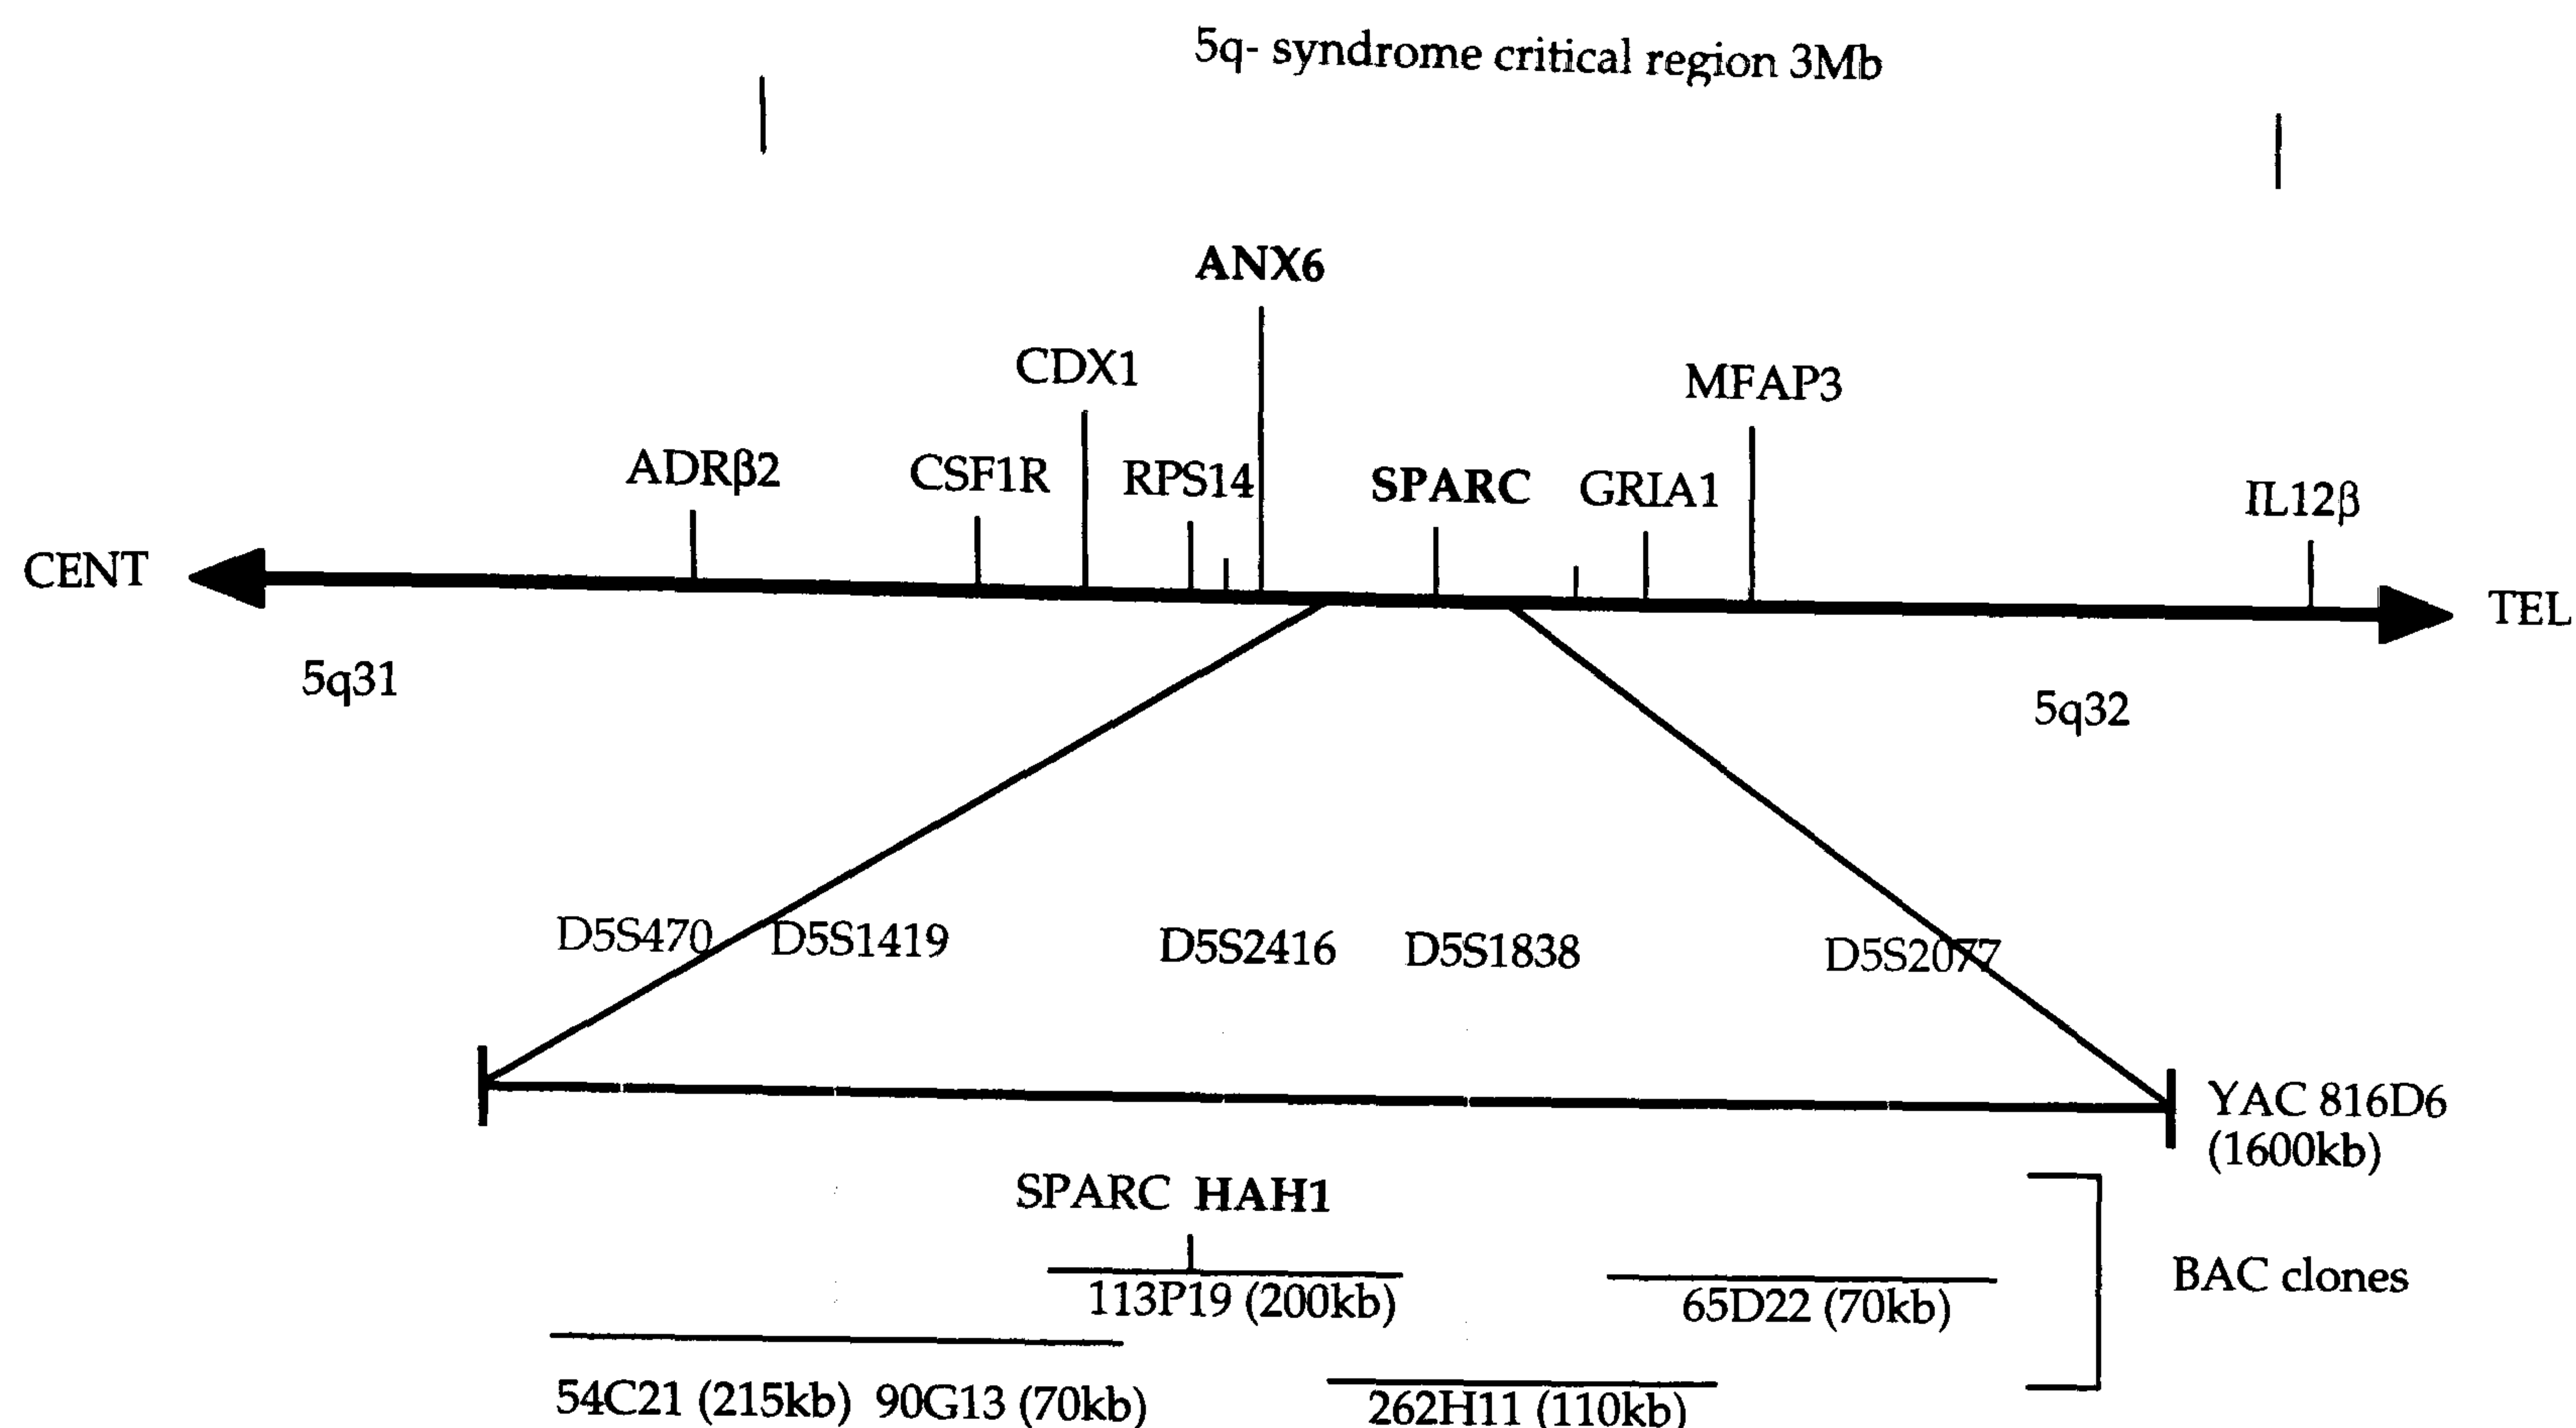 5q- syndrome critical region 3Mb
ANX6
CDX1
MFAP3
ADRβ2
CSF1R
RPS14
SPARC
GRIA1
IL12β
CENT
TEL
5q31
5q32
D5S470
D5S1419
D5S2416
D5S1838
D5S2077
YAC 816D6
(1600kb)
SPARC HAH1
113P19 (200kb)
65D22 (70kb)
BAC clones
54C21 (215kb) 90G13 (70kb)
262H11 (110kb)